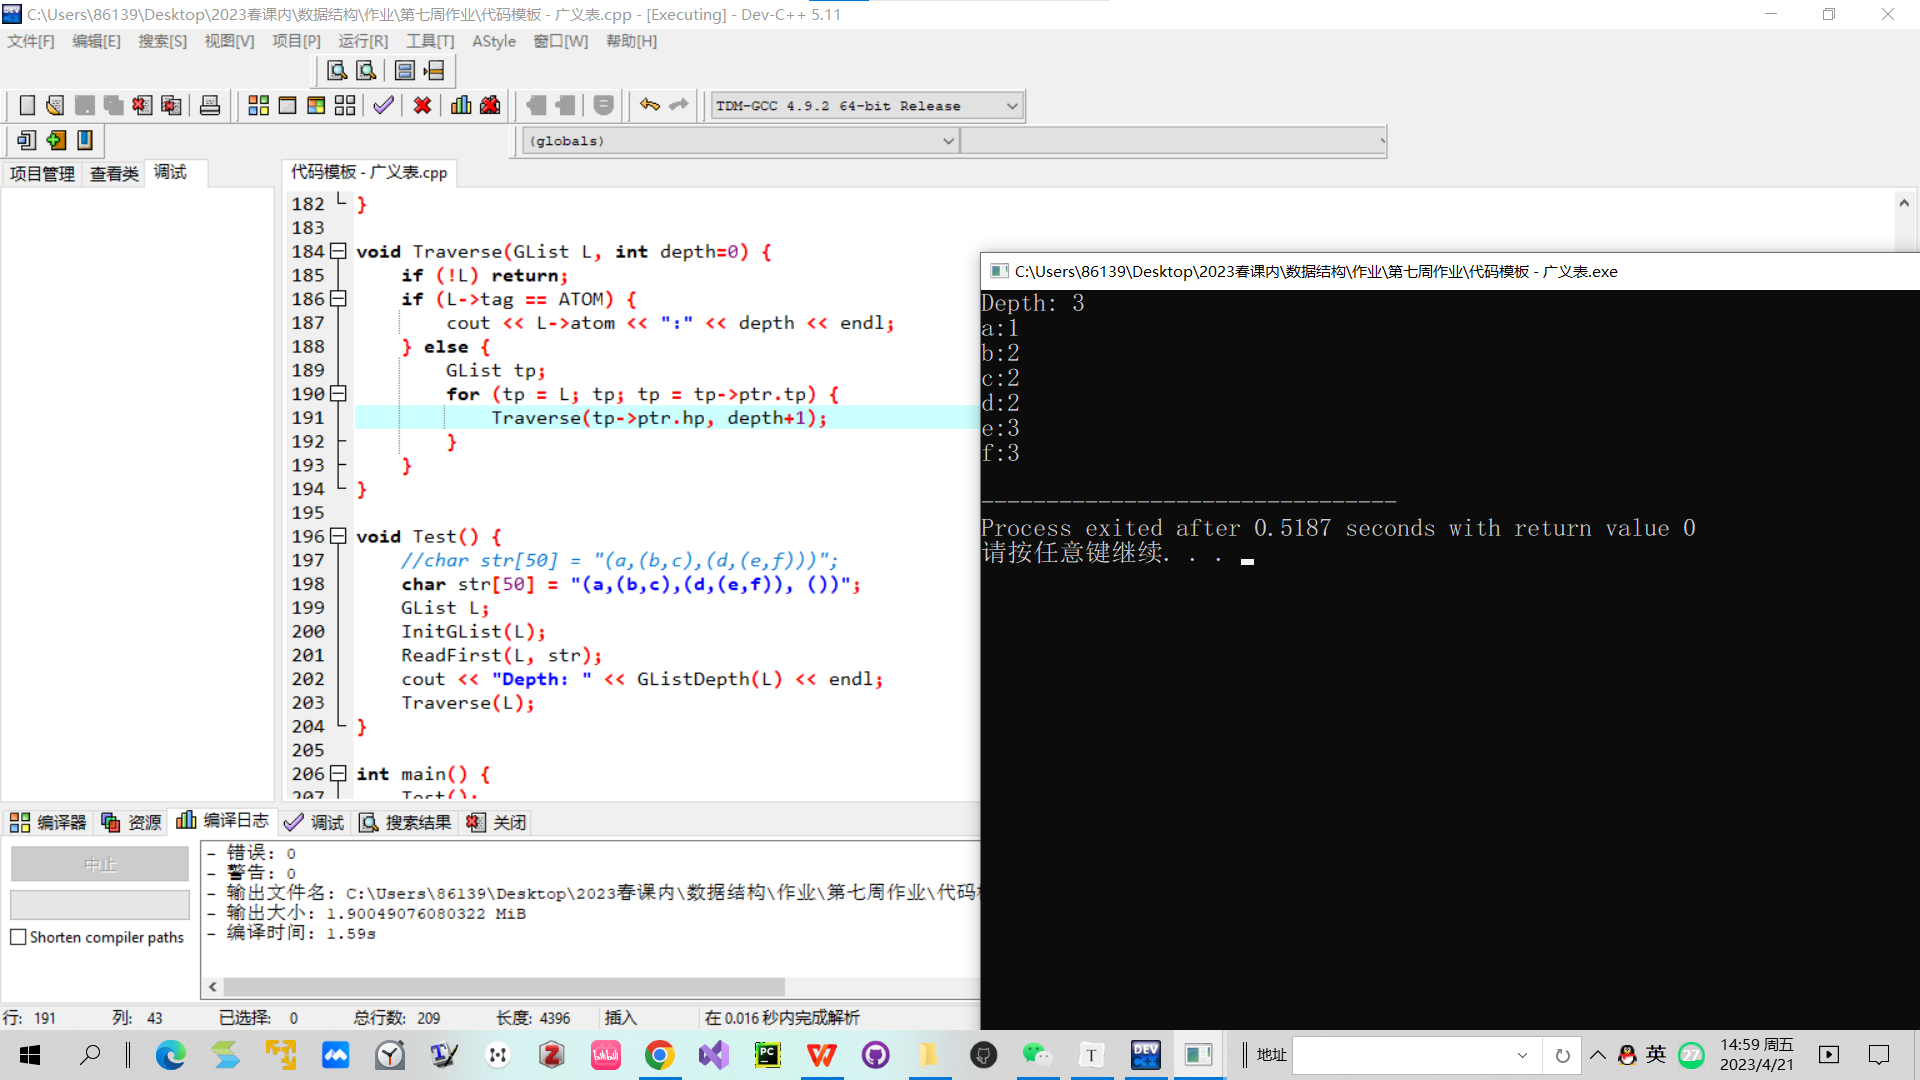 C:\Users\86139\Desktop\2023春课内\数据结构\作业\第七周作业\代码模板 - 广义表.cpp - [Executing] - Dev-C++ 5.11
文件[F] 编辑[E] 搜索[S] 视图[V] 项目[P] 运行[R] 工具[T] AStyle 窗口[W] 帮助[H]
TDM-GCC 4.9.2 64-bit Release
(globals)
项目管理 查看类 调试
代码模板 - 广义表.cpp
182 }
183
184 void Traverse(GList L, int depth=0) {
185 if (!L) return;
186 if (L->tag == ATOM) {
187 cout << L->atom << ":" << depth << endl;
188 } else {
189 GList tp;
190 for (tp = L; tp; tp = tp->ptr.tp) {
191 Traverse(tp->ptr.hp, depth+1);
192 }
193 }
194 }
195
196 void Test() {
197 //char str[50] = "(a,(b,c),(d,(e,f)))";
198 char str[50] = "(a,(b,c),(d,(e,f)), ())";
199 GList L;
200 InitGList(L);
201 ReadFirst(L, str);
202 cout << "Depth: " << GListDepth(L) << endl;
203 Traverse(L);
204 }
205
206 int main() {
207 Test();
C:\Users\86139\Desktop\2023春课内\数据结构\作业\第七周作业\代码模板 - 广义表.exe
Depth: 3
a:1
b:2
c:2
d:2
e:3
f:3
--------------------------------
Process exited after 0.5187 seconds with return value 0
请按任意键继续. . .
编译器 资源 编译日志 调试 搜索结果 关闭
中止
Shorten compiler paths
- 错误: 0
- 警告: 0
- 输出文件名: C:\Users\86139\Desktop\2023春课内\数据结构\作业\第七周作业\代码
- 输出大小: 1.90049076080322 MiB
- 编译时间: 1.59s
行: 191 列: 43 已选择: 0 总行数: 209 长度: 4396 插入 在 0.016 秒内完成解析
地址
英
27
14:59 周五
2023/4/21